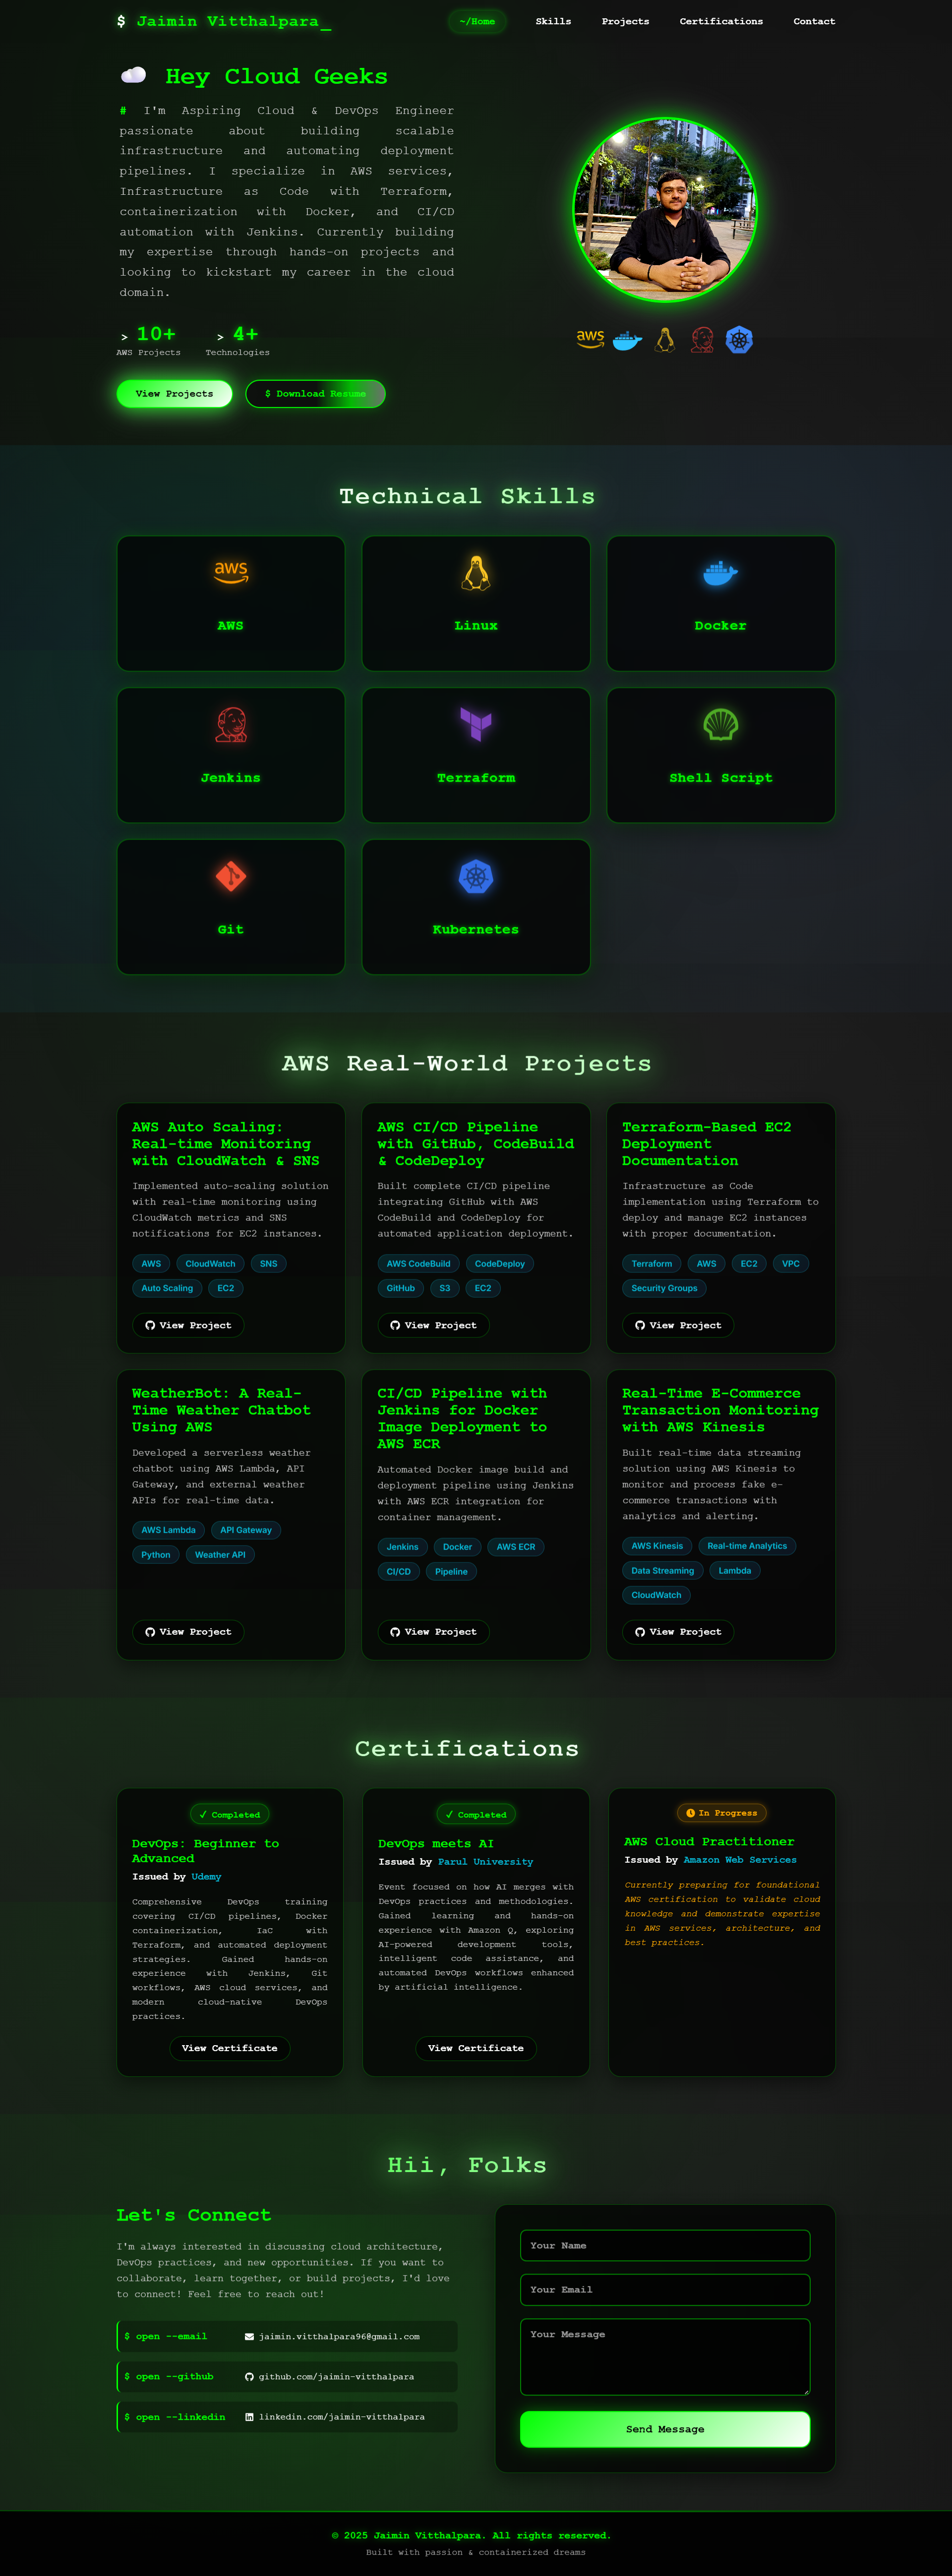 $ Jaimin Vitthalpara_
~/Home
Skills
Projects
Certifications
Contact
Hey Cloud Geeks
# I'm Aspiring Cloud & DevOps Engineer
passionate about building scalable
infrastructure and automating deployment
pipelines. I specialize in AWS services,
Infrastructure as Code with Terraform,
containerization with Docker, and CI/CD
automation with Jenkins. Currently building
my expertise through hands-on projects and
looking to kickstart my career in the cloud
domain.
> 10+
AWS Projects
> 4+
Technologies
View Projects
$ Download Resume
aws
Technical Skills
aws
AWS
Linux
Docker
Jenkins
Terraform
Shell Script
Git
Kubernetes
AWS Real-World Projects
AWS Auto Scaling:
Real-time Monitoring
with CloudWatch & SNS
Implemented auto-scaling solution
with real-time monitoring using
CloudWatch metrics and SNS
notifications for EC2 instances.
AWS
CloudWatch
SNS
Auto Scaling
EC2
View Project
AWS CI/CD Pipeline
with GitHub, CodeBuild
& CodeDeploy
Built complete CI/CD pipeline
integrating GitHub with AWS
CodeBuild and CodeDeploy for
automated application deployment.
AWS CodeBuild
CodeDeploy
GitHub
S3
EC2
View Project
Terraform-Based EC2
Deployment
Documentation
Infrastructure as Code
implementation using Terraform to
deploy and manage EC2 instances
with proper documentation.
Terraform
AWS
EC2
VPC
Security Groups
View Project
WeatherBot: A Real-
Time Weather Chatbot
Using AWS
Developed a serverless weather
chatbot using AWS Lambda, API
Gateway, and external weather
APIs for real-time data.
AWS Lambda
API Gateway
Python
Weather API
View Project
CI/CD Pipeline with
Jenkins for Docker
Image Deployment to
AWS ECR
Automated Docker image build and
deployment pipeline using Jenkins
with AWS ECR integration for
container management.
Jenkins
Docker
AWS ECR
CI/CD
Pipeline
View Project
Real-Time E-Commerce
Transaction Monitoring
with AWS Kinesis
Built real-time data streaming
solution using AWS Kinesis to
monitor and process fake e-
commerce transactions with
analytics and alerting.
AWS Kinesis
Real-time Analytics
Data Streaming
Lambda
CloudWatch
View Project
Certifications
✓ Completed
DevOps: Beginner to
Advanced
Issued by Udemy
Comprehensive DevOps training
covering CI/CD pipelines, Docker
containerization, IaC with
Terraform, and automated deployment
strategies. Gained hands-on
experience with Jenkins, Git
workflows, AWS cloud services, and
modern cloud-native DevOps
practices.
View Certificate
✓ Completed
DevOps meets AI
Issued by Parul University
Event focused on how AI merges with
DevOps practices and methodologies.
Gained learning and hands-on
experience with Amazon Q, exploring
AI-powered development tools,
intelligent code assistance, and
automated DevOps workflows enhanced
by artificial intelligence.
View Certificate
In Progress
AWS Cloud Practitioner
Issued by Amazon Web Services
Currently preparing for foundational
AWS certification to validate cloud
knowledge and demonstrate expertise
in AWS services, architecture, and
best practices.
Hii, Folks
Let's Connect
I'm always interested in discussing cloud architecture,
DevOps practices, and new opportunities. If you want to
collaborate, learn together, or build projects, I'd love
to connect! Feel free to reach out!
$ open --email jaimin.vitthalpara96@gmail.com
$ open --github github.com/jaimin-vitthalpara
$ open --linkedin linkedin.com/jaimin-vitthalpara
Your Name
Your Email
Your Message
Send Message
© 2025 Jaimin Vitthalpara. All rights reserved.
Built with passion & containerized dreams